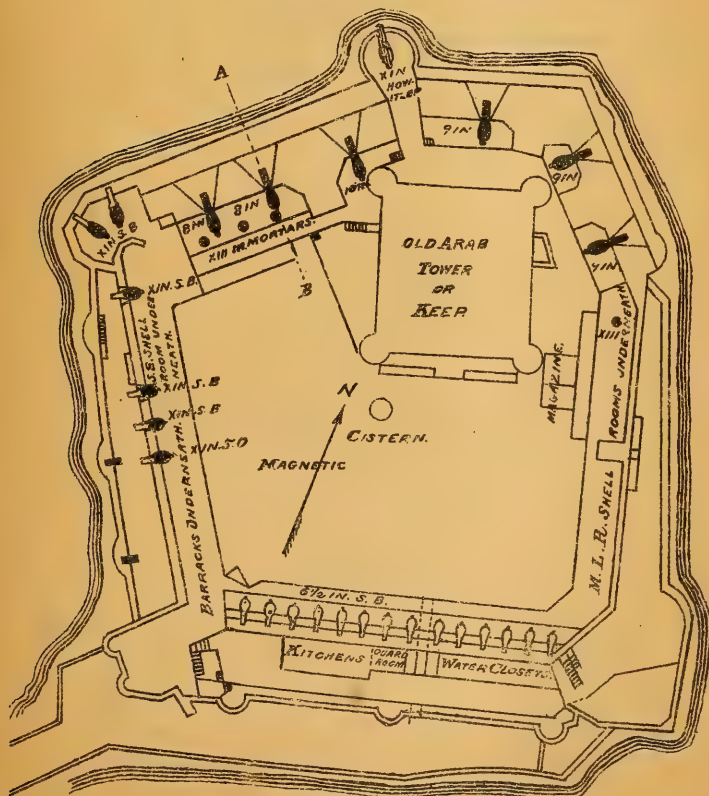 A
X IN
HOW-
ITZER
9 IN
9 IN
9 IN
10 IN
8 IN
8 IN
XIII IN MORTARS.
B
X IN. S. B
X IN. S. B.
S. B. SHELL
ROOM UNDER
NEATH.
X IN. S. B
X IN. S. B
X IN. S. D
OLD ARAB
TOWER
OR
KEEP.
XIII
ROOMS UNDERNEATH
MAGAZINE.
N
CISTERN.
MAGNETIC
BARRACKS UNDERNEATH.
M. L. R. SHELL
6½ IN. S. B.
KITCHENS
GUARD
ROOM
WATER CLOSETS